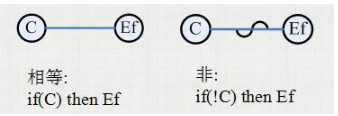 C Ef C Ef
相等: 非:
if(C) then Ef if(!C) then Ef